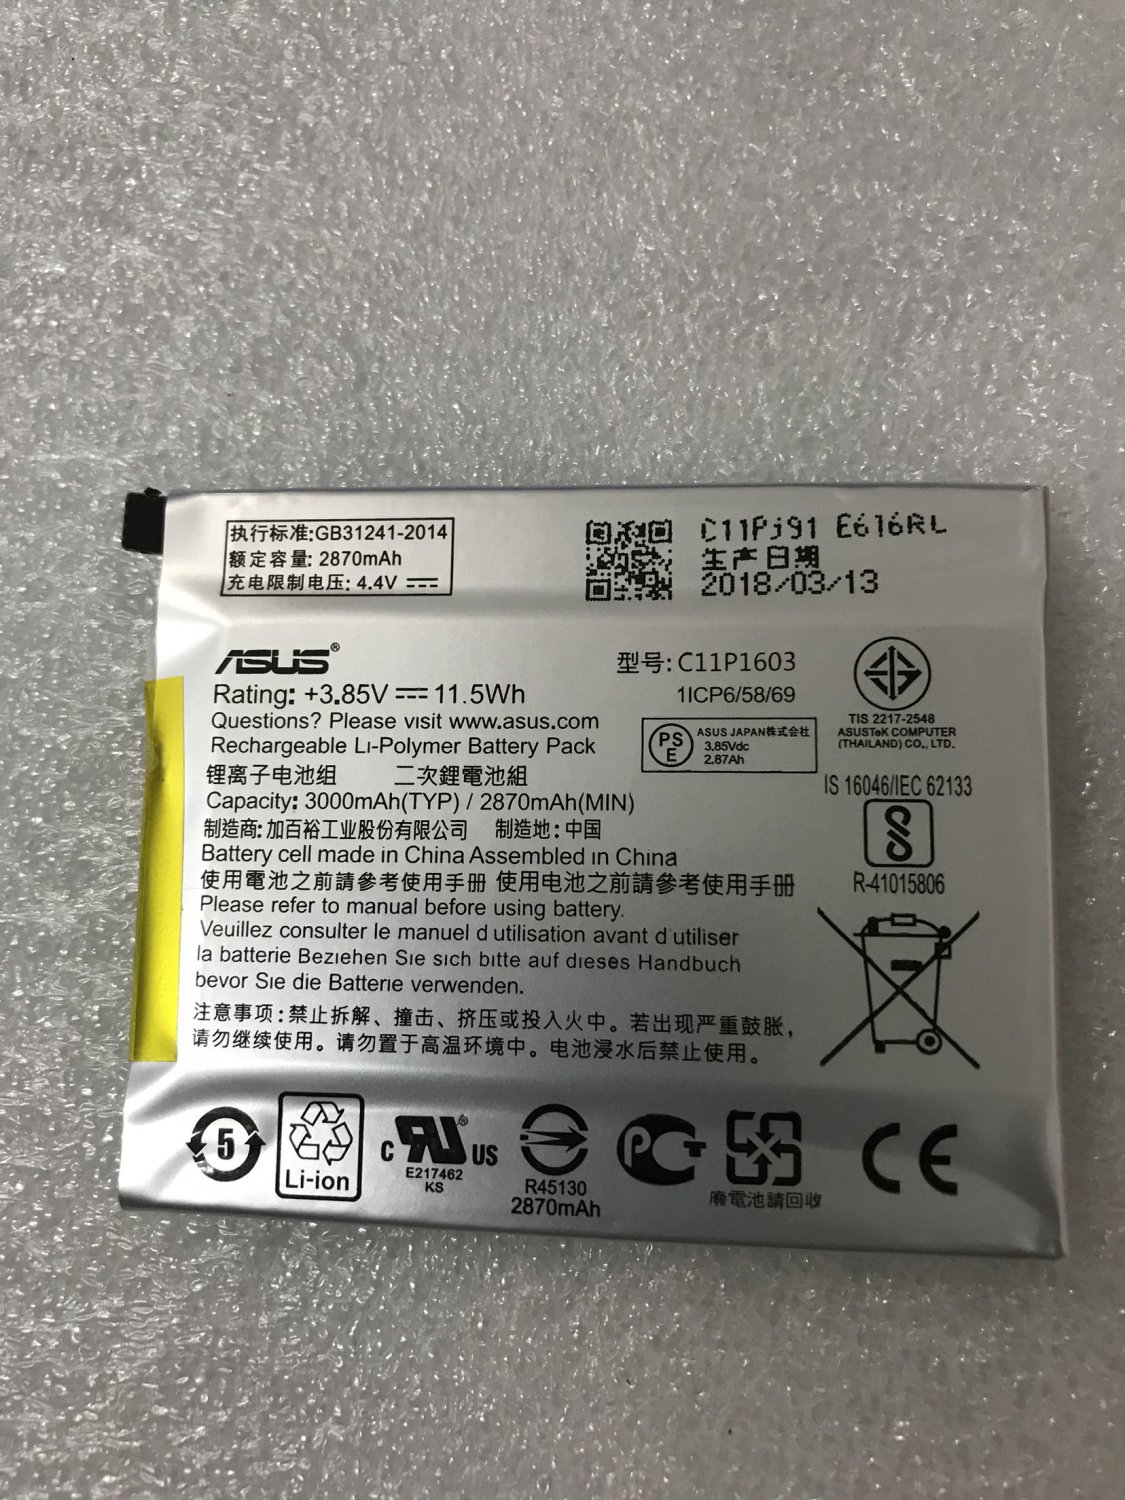 执行标准:GB31241-2014
额定容量: 2870mAh
充电限制电压: 4.4V ⎓
C11Pj91 E616RL
生产日期
2018/03/13
ASUS®
Rating: +3.85V ⎓ 11.5Wh
型号: C11P1603
1ICP6/58/69
Questions? Please visit www.asus.com
Rechargeable Li-Polymer Battery Pack
PSE
ASUS JAPAN株式会社
3.85Vdc
2.87Ah
TIS 2217-2548
ASUSTeK COMPUTER
(THAILAND) CO., LTD.
锂离子电池组 二次鋰電池組
Capacity: 3000mAh(TYP) / 2870mAh(MIN)
制造商: 加百裕工业股份有限公司 制造地: 中国
Battery cell made in China Assembled in China
使用電池之前請參考使用手册 使用电池之前請參考使用手册
Please refer to manual before using battery.
Veuillez consulter le manuel d utilisation avant d utiliser
la batterie Beziehen Sie sich bitte auf dieses Handbuch
bevor Sie die Batterie verwenden.
IS 16046/IEC 62133
R-41015806
注意事项: 禁止拆解、撞击、挤压或投入火中。若出现严重鼓胀，
请勿继续使用。请勿置于高温环境中。电池浸水后禁止使用。
5
Li-ion
C RU® US
E217462
KS
R45130
2870mAh
PCT
廢電池請回收
CE